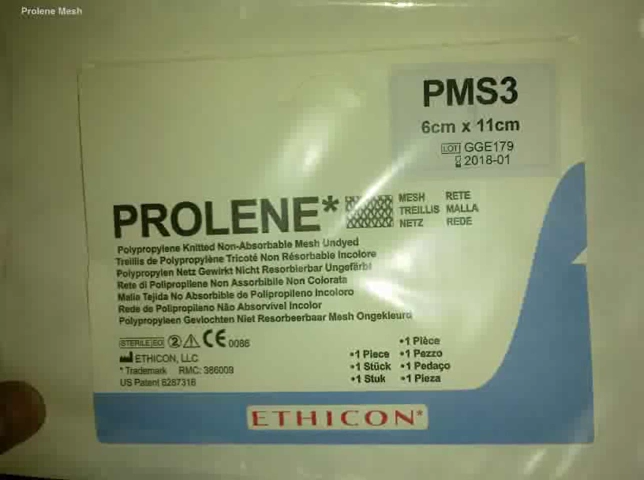 Prolene Mesh
PMS3
6cm x 11cm
LOT GGE179
2018-01
PROLENE*
MESH RETE
TREILLIS MALLA
NETZ REDE
Polypropylene Knitted Non-Absorbable Mesh Undyed
Treillis de Polypropylène Tricoté Non Résorbable Incolore
Polypropylen Netz Gewirkt Nicht Resorbierbar Ungefärbt
Rete di Polipropilene Non Assorbibile Non Colorata
Malla Tejida No Absorbible de Polipropileno Incoloro
Rede de Polipropileno Não Absorvível Incolor
Polypropyleen Gevlochten Niet Resorbeerbaar Mesh Ongekleurd
STERILE EO 2 CE 0086
ETHICON, LLC
* Trademark RMC: 386009
US Patent 6287316
•1 Pièce
•1 Piece •1 Pezzo
•1 Stück •1 Pedaço
•1 Stuk •1 Pieza
ETHICON*